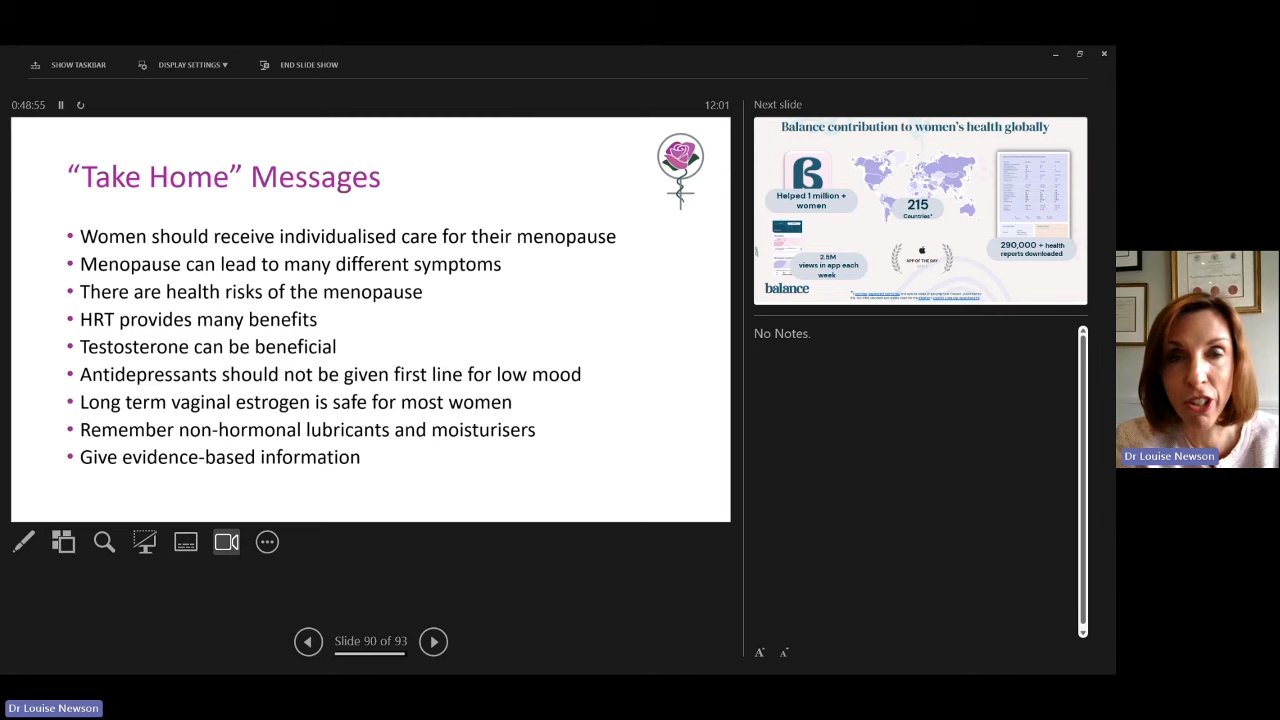 SHOW TASKBAR
DISPLAY SETTINGS ▾
END SLIDE SHOW
0:48:55
12:01
“Take Home” Messages
• Women should receive individualised care for their menopause
• Menopause can lead to many different symptoms
• There are health risks of the menopause
• HRT provides many benefits
• Testosterone can be beneficial
• Antidepressants should not be given first line for low mood
• Long term vaginal estrogen is safe for most women
• Remember non-hormonal lubricants and moisturisers
• Give evidence-based information
Slide 90 of 93
Next slide
Balance contribution to women's health globally
Helped 1 million +
women
215
Countries*
2.5M
views in app each
week
APP OF THE DAY
290,000 + health
reports downloaded
balance
No Notes.
Dr Louise Newson
Dr Louise Newson